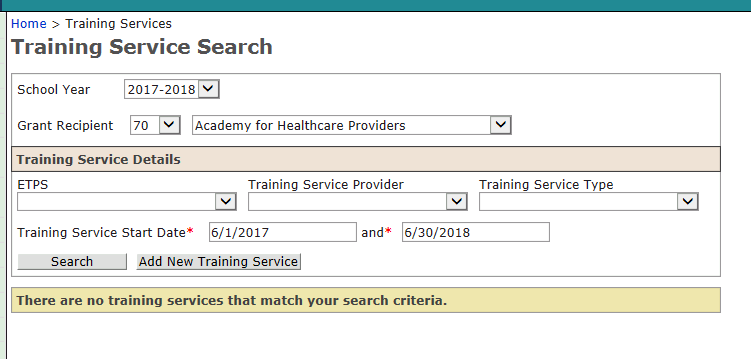 Home > Training Services
Training Service Search
School Year 2017-2018
Grant Recipient 70 Academy for Healthcare Providers
Training Service Details
ETPS Training Service Provider Training Service Type
Training Service Start Date* 6/1/2017 and* 6/30/2018
Search Add New Training Service
There are no training services that match your search criteria.